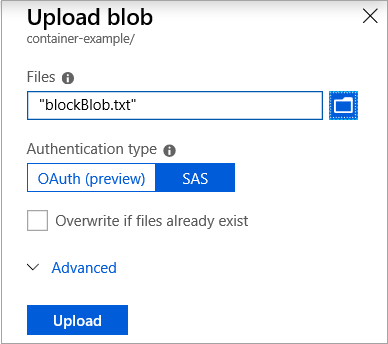 Upload blob
container-example/
Files
"blockBlob.txt"
Authentication type
OAuth (preview) SAS
Overwrite if files already exist
Advanced
Upload